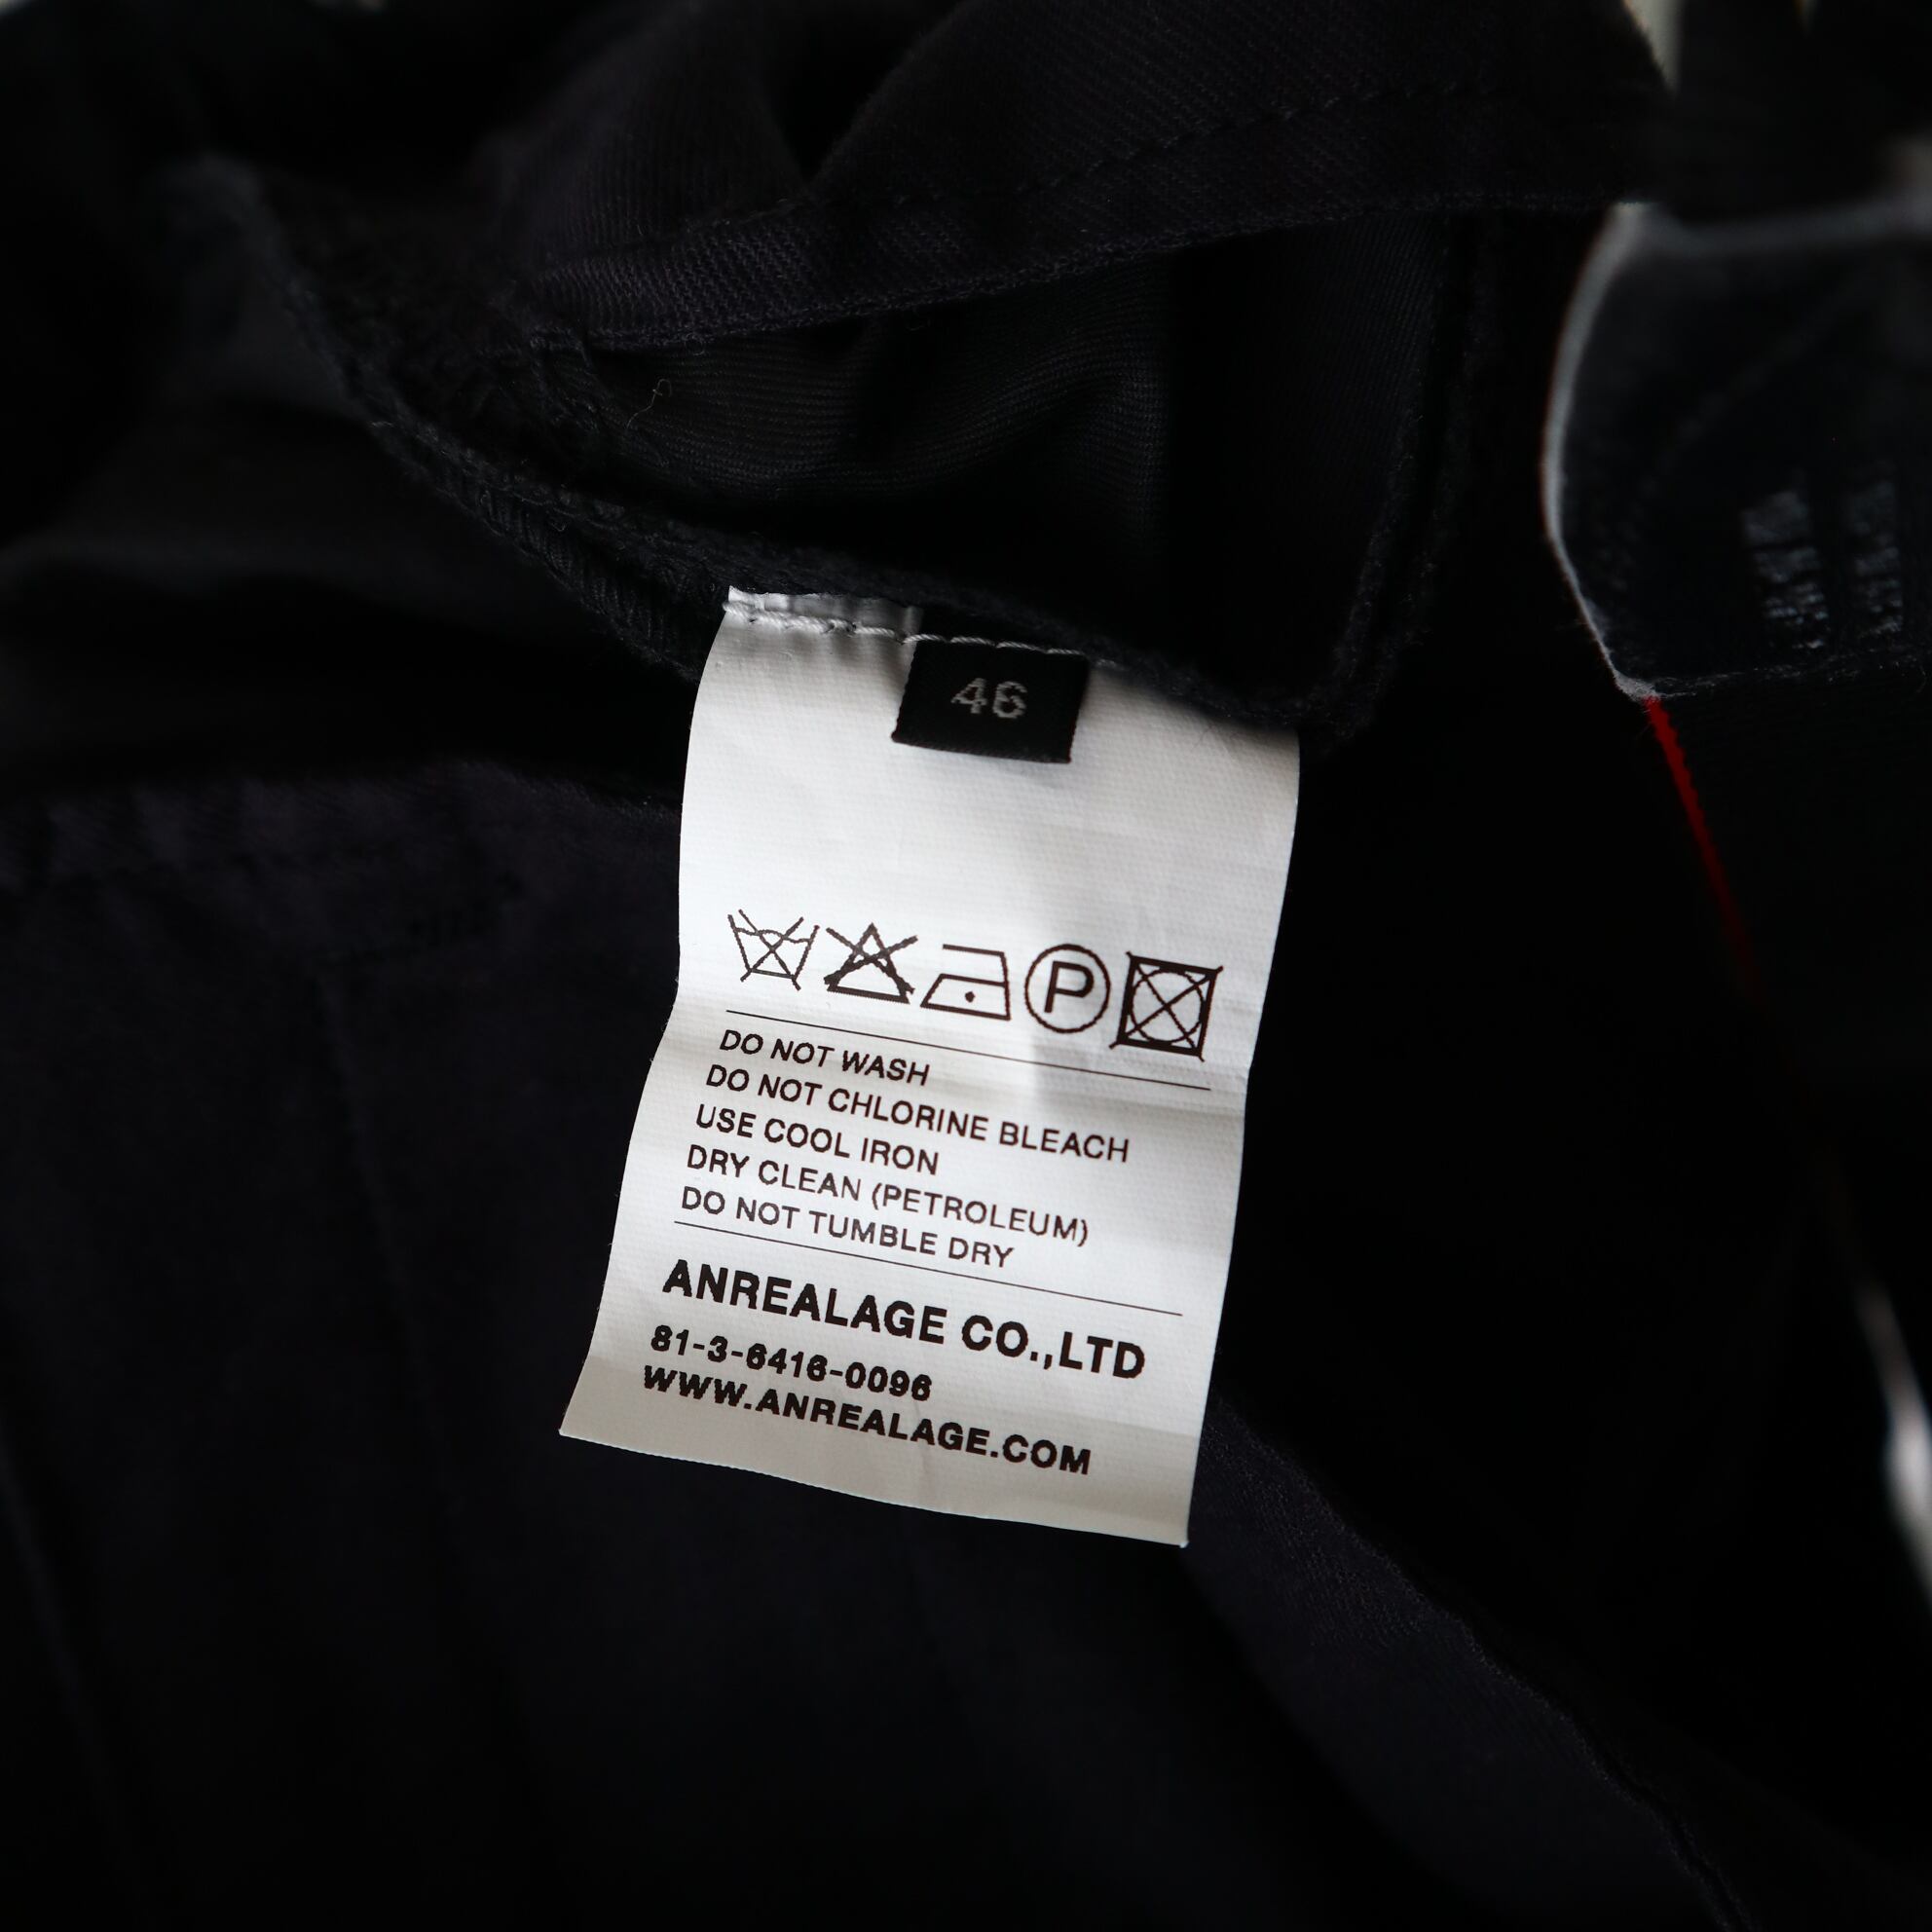 46
P
DO NOT WASH
DO NOT CHLORINE BLEACH
USE COOL IRON
DRY CLEAN (PETROLEUM)
DO NOT TUMBLE DRY
ANREALAGE CO.,LTD
81-3-6416-0096
WWW.ANREALAGE.COM